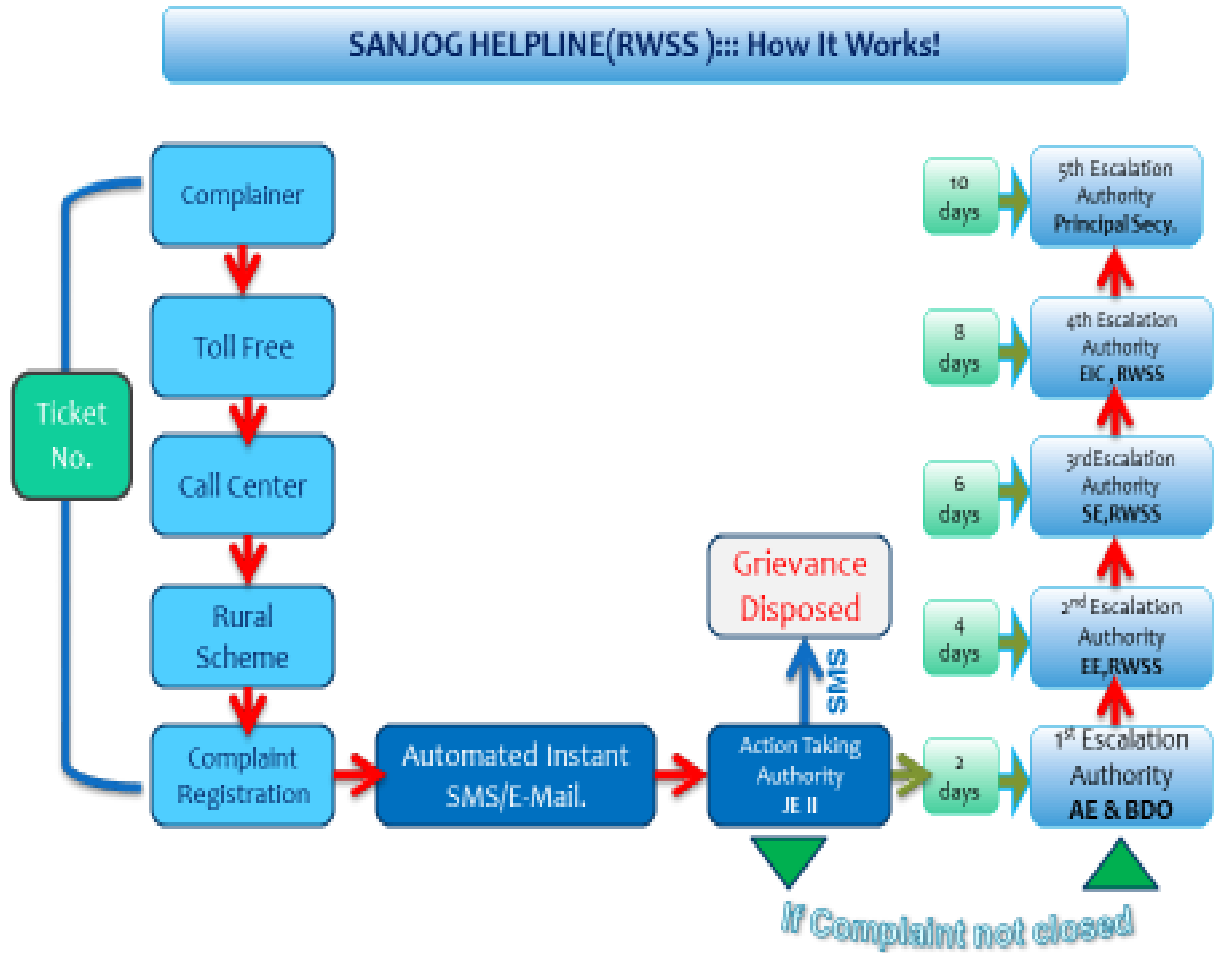 SANJOG HELPLINE(RWSS )::: How It Works!
Complainer
Toll Free
Call Center
Rural
Scheme
Complaint
Registration
Ticket
No.
Automated Instant
SMS/E-Mail.
Action Taking
Authority
JE II
SMS
Grievance
Disposed
2
days
1st Escalation
Authority
AE & BDO
4
days
2nd Escalation
Authority
EE,RWSS
6
days
3rdEscalation
Authority
SE,RWSS
8
days
4th Escalation
Authority
EIC , RWSS
10
days
5th Escalation
Authority
PrincipalSecy.
If Complaint not closed